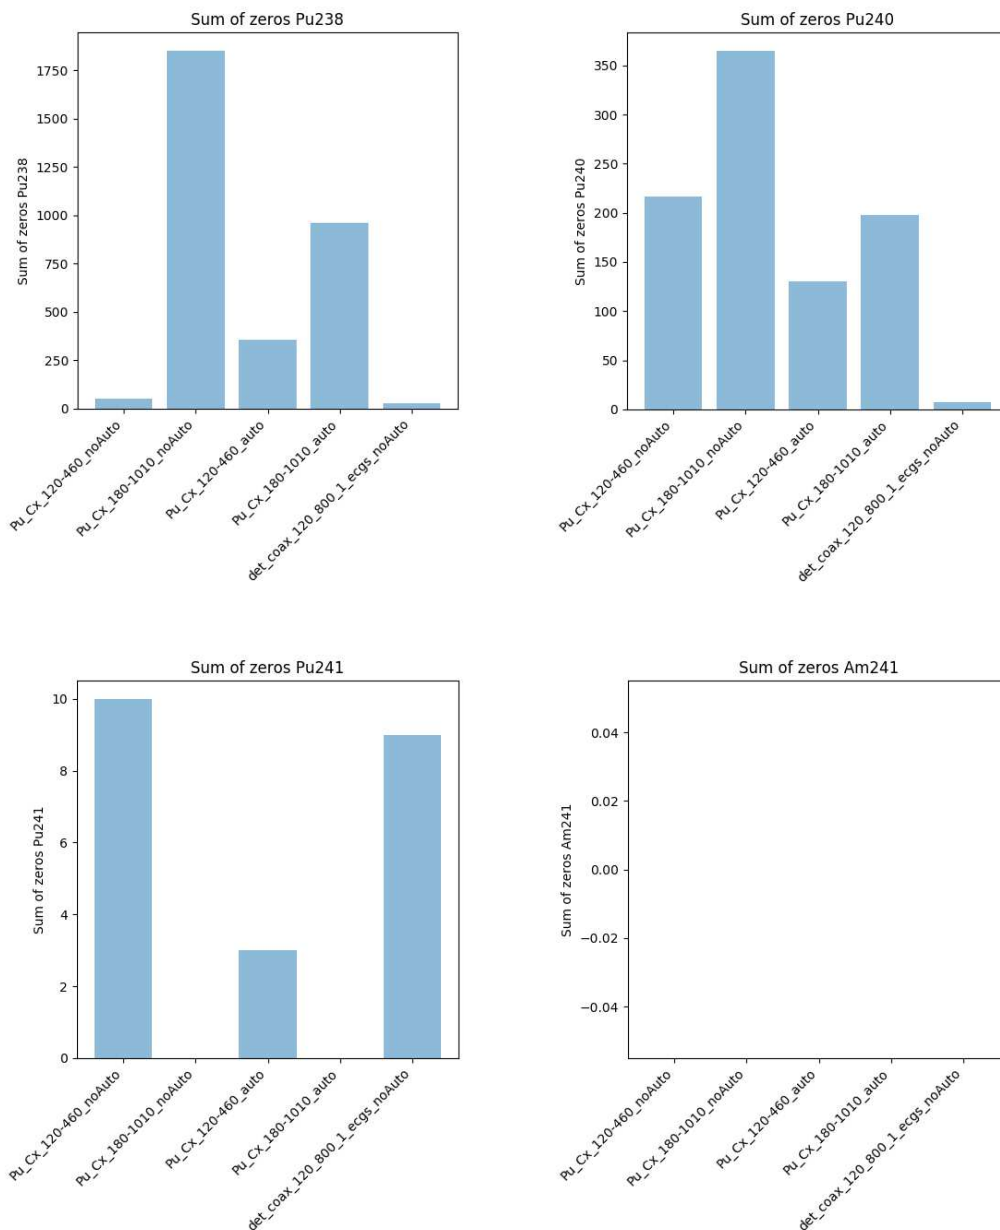 Sum of zeros Pu238
Sum of zeros Pu238
1750
1500
1250
1000
750
500
250
0
Pu_Cx_120-460_noAuto
Pu_Cx_180-1010_noAuto
Pu_Cx_120-460_auto
Pu_Cx_180-1010_auto
det_coax_120_800_1_ecgs_noAuto
Sum of zeros Pu240
Sum of zeros Pu240
350
300
250
200
150
100
50
0
Pu_Cx_120-460_noAuto
Pu_Cx_180-1010_noAuto
Pu_Cx_120-460_auto
Pu_Cx_180-1010_auto
det_coax_120_800_1_ecgs_noAuto
Sum of zeros Pu241
Sum of zeros Pu241
10
8
6
4
2
0
Pu_Cx_120-460_noAuto
Pu_Cx_180-1010_noAuto
Pu_Cx_120-460_auto
Pu_Cx_180-1010_auto
det_coax_120_800_1_ecgs_noAuto
Sum of zeros Am241
Sum of zeros Am241
0.04
0.02
0.00
−0.02
−0.04
Pu_Cx_120-460_noAuto
Pu_Cx_180-1010_noAuto
Pu_Cx_120-460_auto
Pu_Cx_180-1010_auto
det_coax_120_800_1_ecgs_noAuto